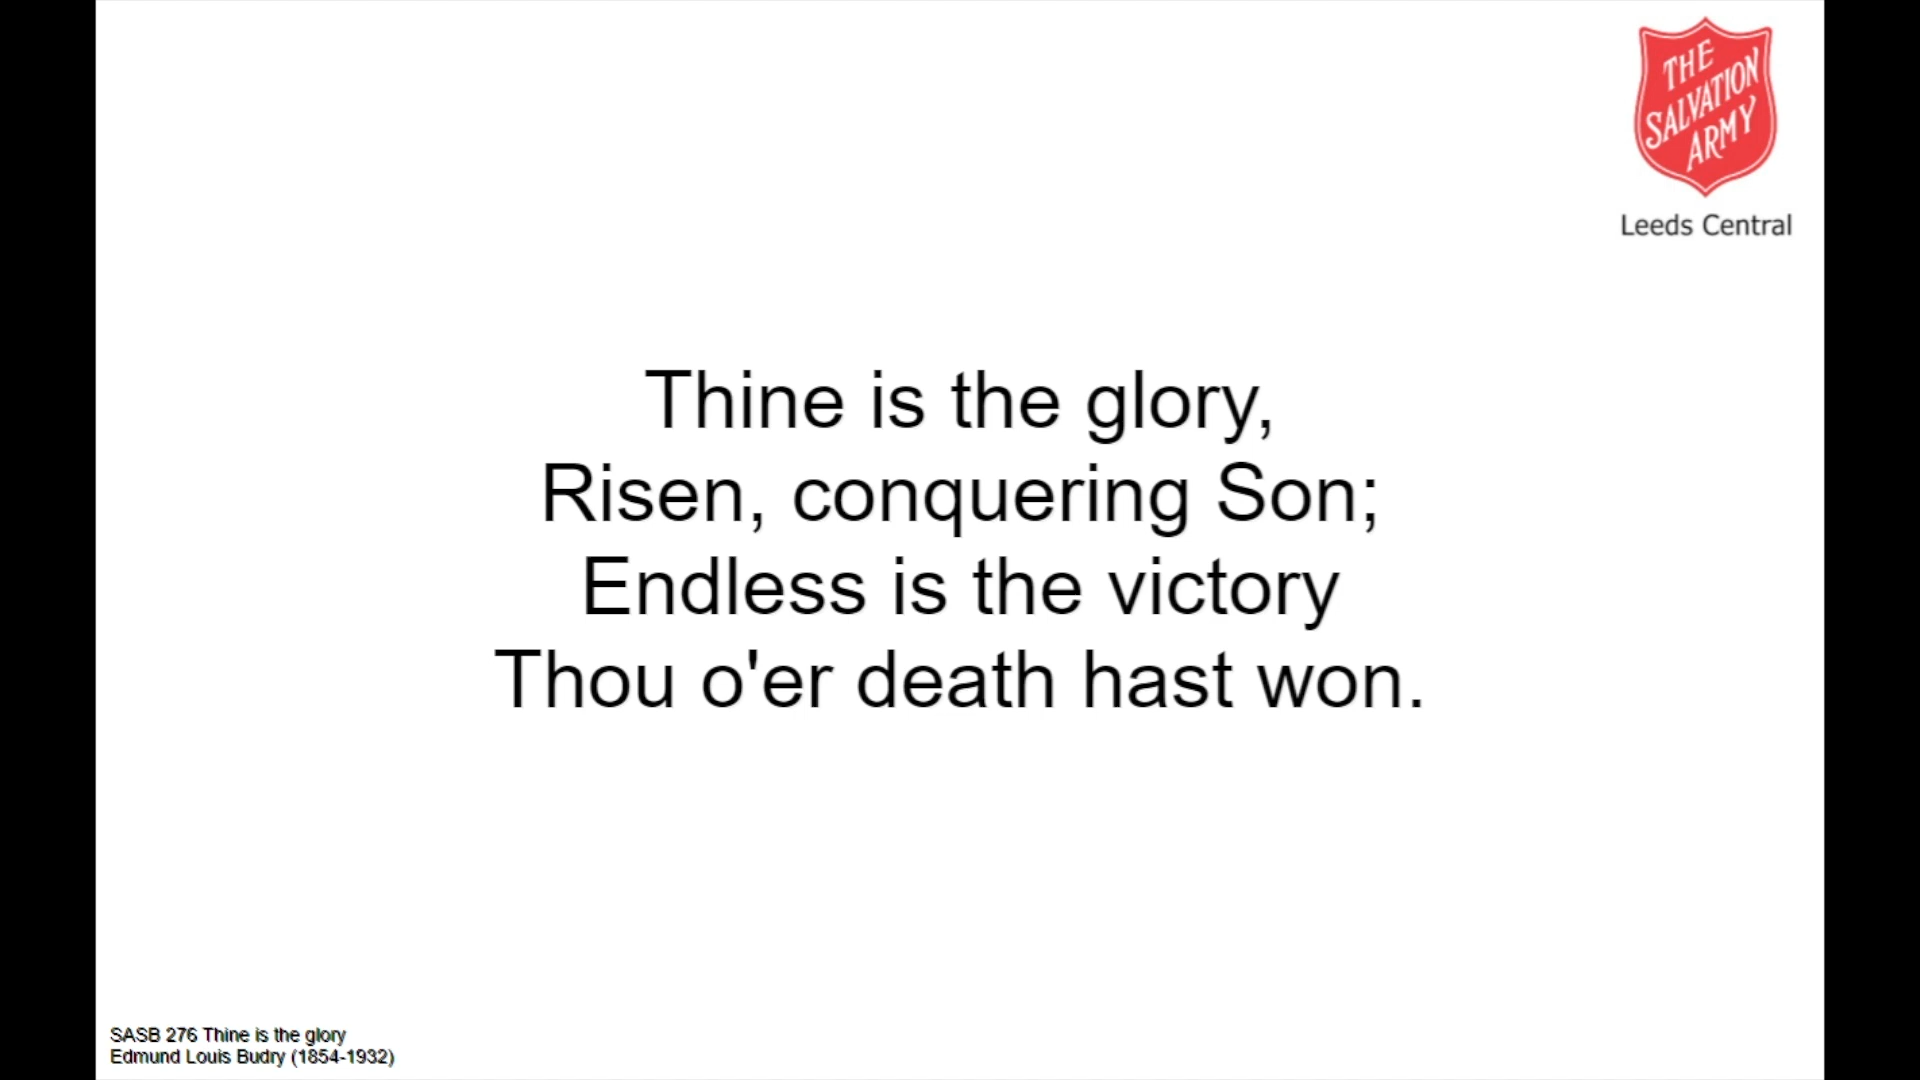 THE
SALVATION
ARMY
Leeds Central
Thine is the glory,
Risen, conquering Son;
Endless is the victory
Thou o'er death hast won.
SASB 276 Thine is the glory
Edmund Louis Budry (1854-1932)